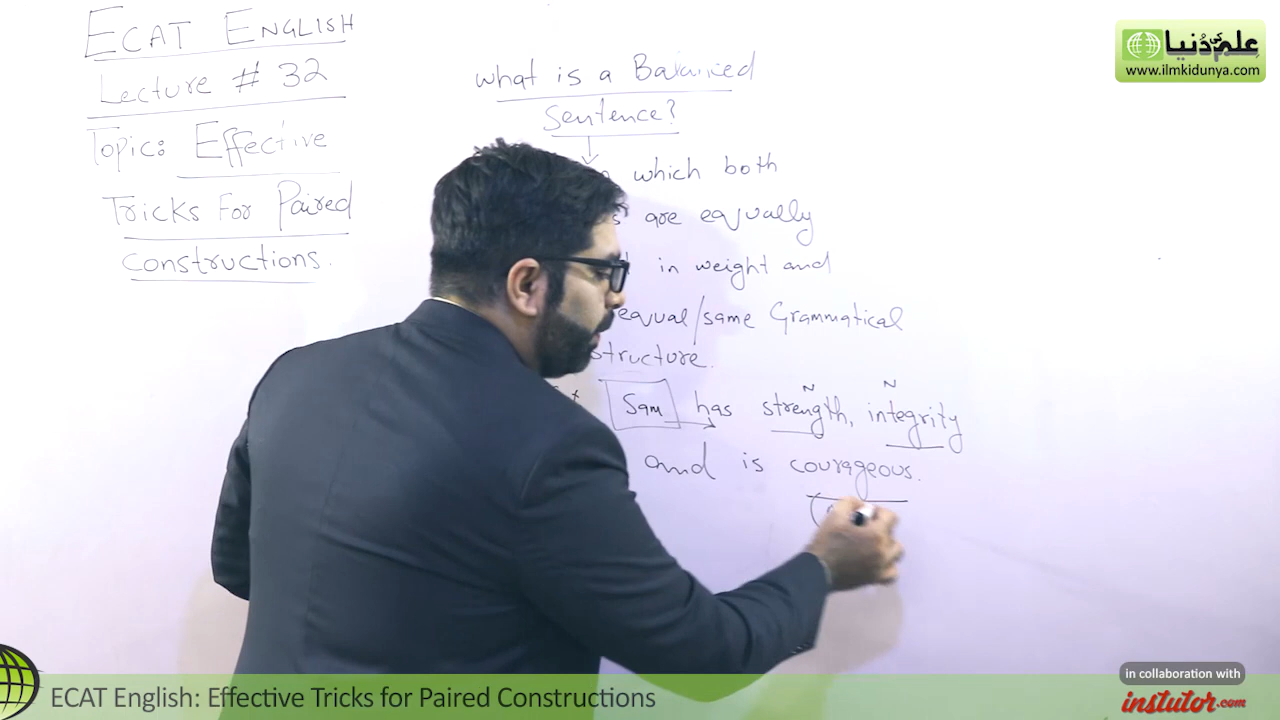 ECAT ENGLISH
Lecture # 32
Topic: Effective
Tricks For Paired
constructions.
what is a Balanced
Sentence?
which both
are equally
in weight and
equal/same Grammatical
structure.
N N
Sam has strength, integrity
and is courageous.
علم کی دنیا
www.ilmkidunya.com
ECAT English: Effective Tricks for Paired Constructions
in collaboration with
instutor.com